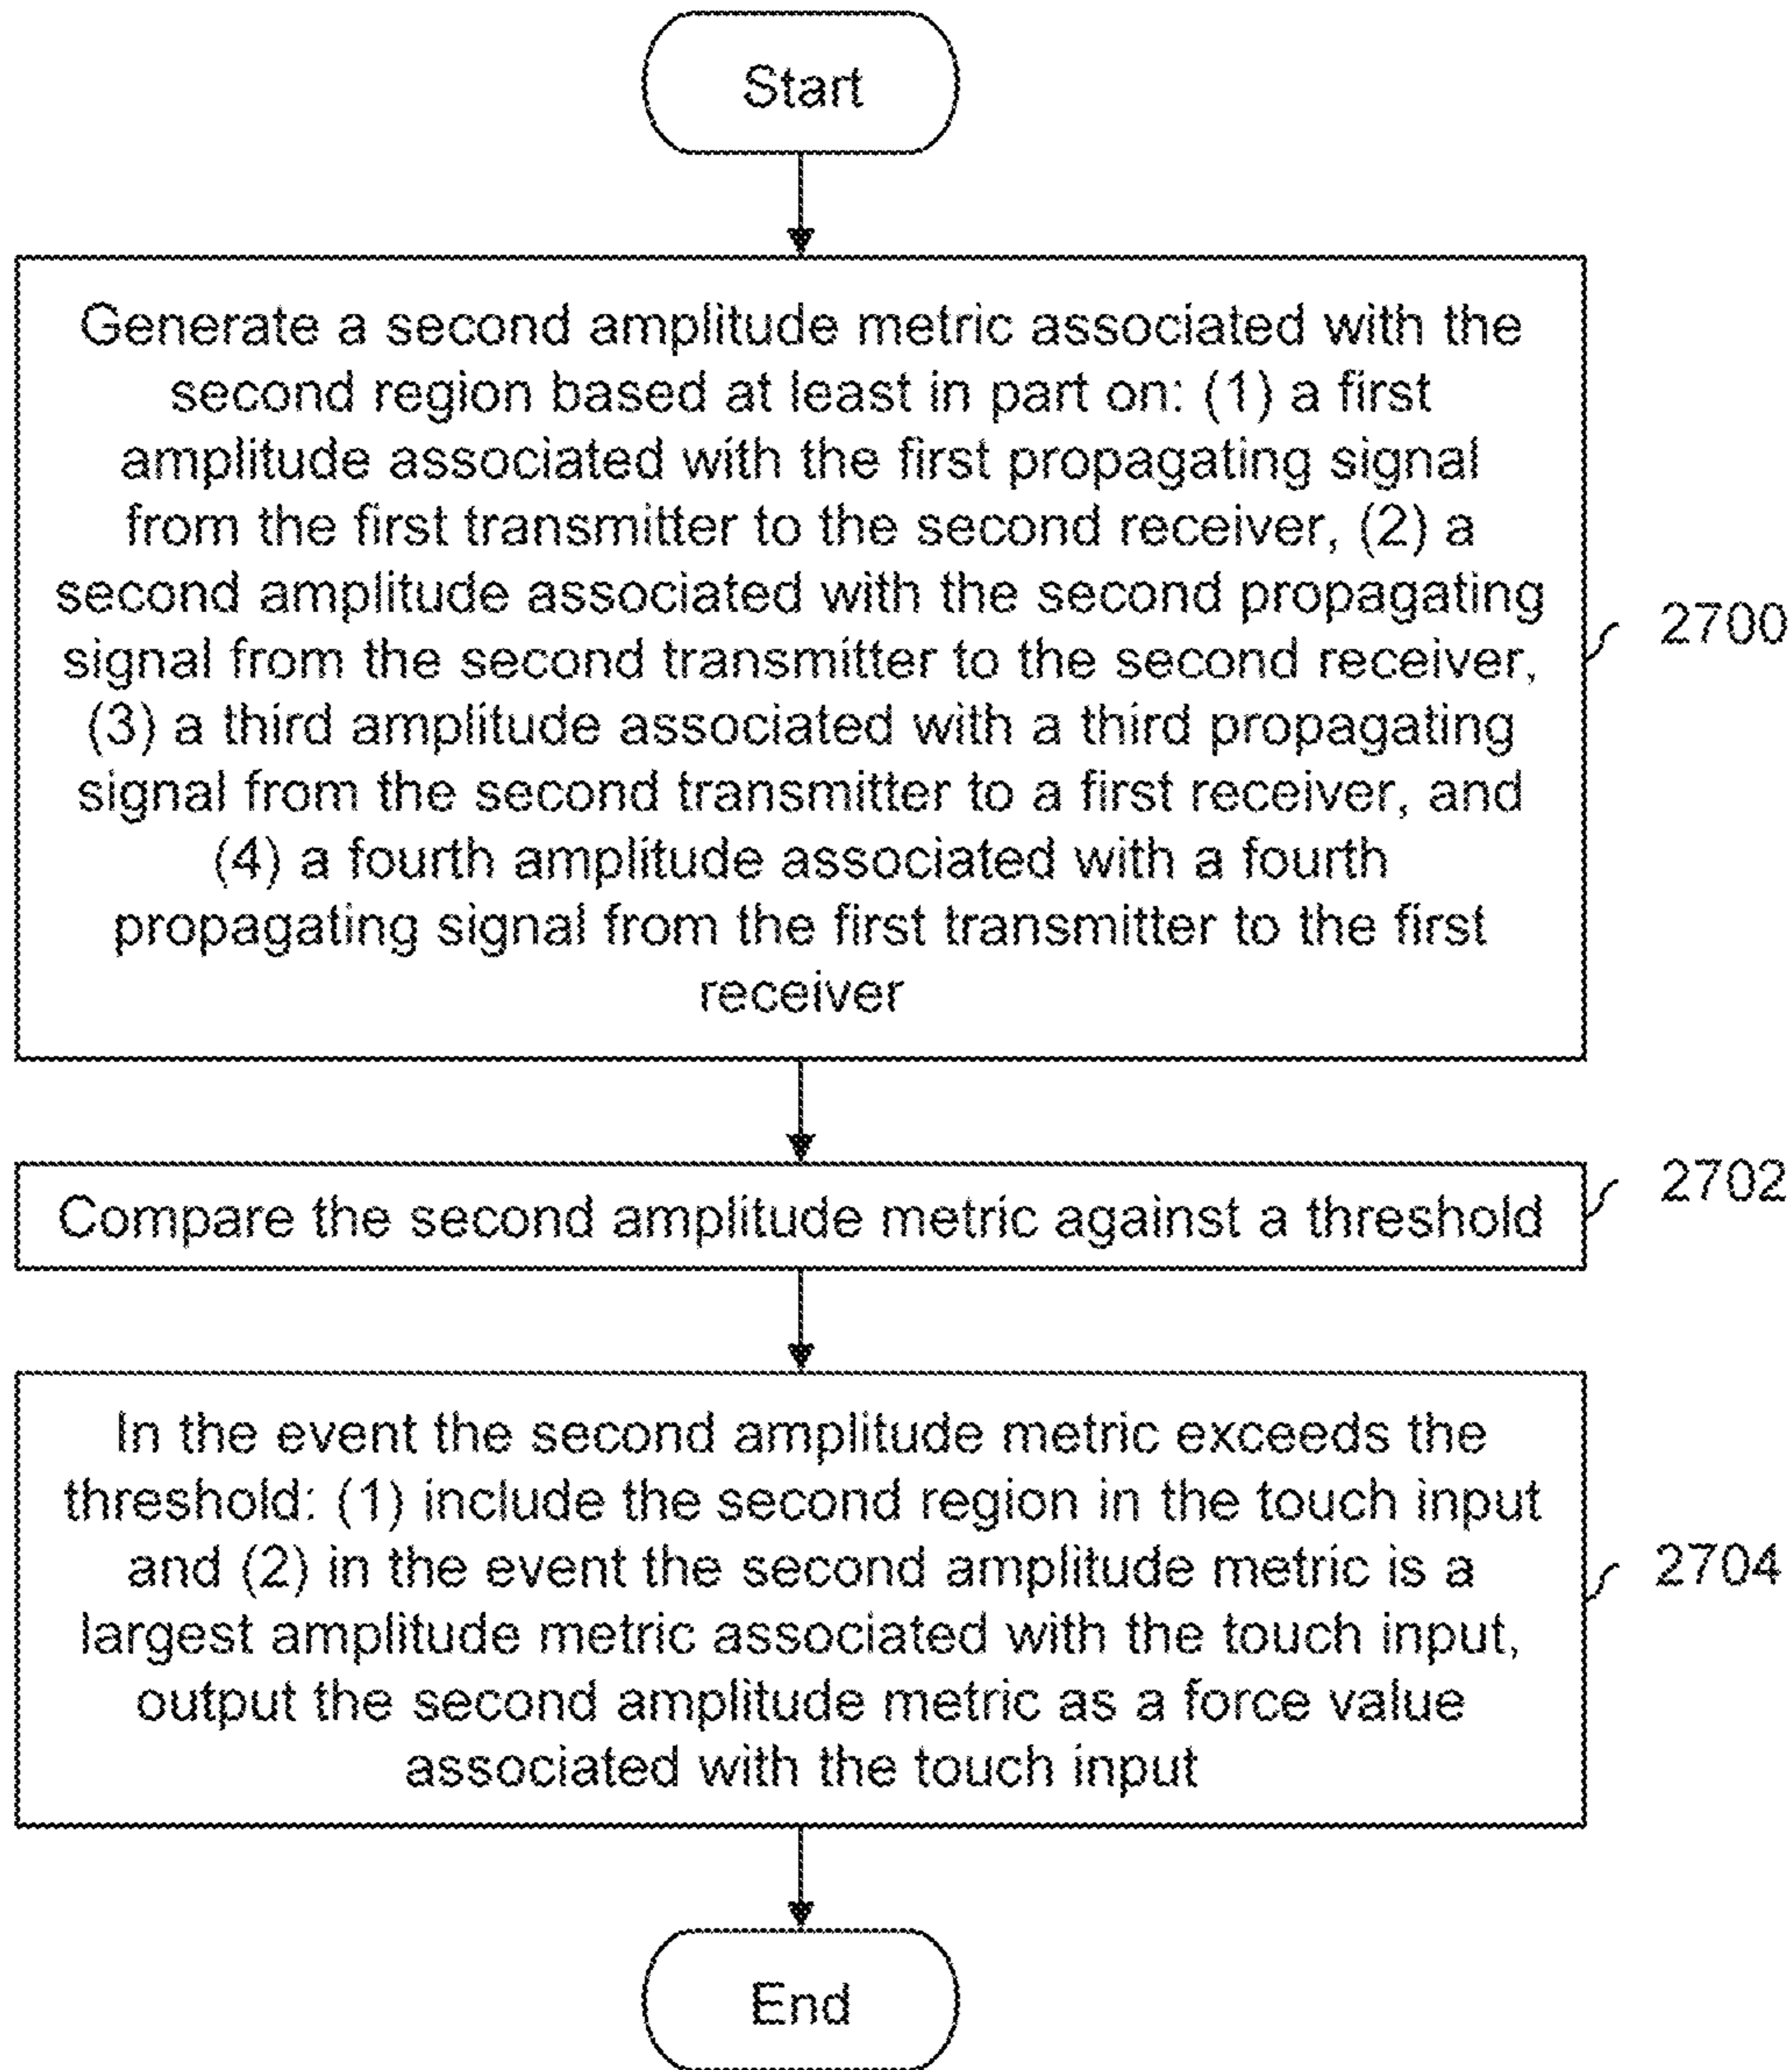 Start
Generate a second amplitude metric associated with the
second region based at least in part on: (1) a first
amplitude associated with the first propagating signal
from the first transmitter to the second receiver, (2) a
second amplitude associated with the second propagating
signal from the second transmitter to the second receiver,
(3) a third amplitude associated with a third propagating
signal from the second transmitter to a first receiver, and
(4) a fourth amplitude associated with a fourth
propagating signal from the first transmitter to the first
receiver
2700
Compare the second amplitude metric against a threshold
2702
In the event the second amplitude metric exceeds the
threshold: (1) include the second region in the touch input
and (2) in the event the second amplitude metric is a
largest amplitude metric associated with the touch input,
output the second amplitude metric as a force value
associated with the touch input
2704
End